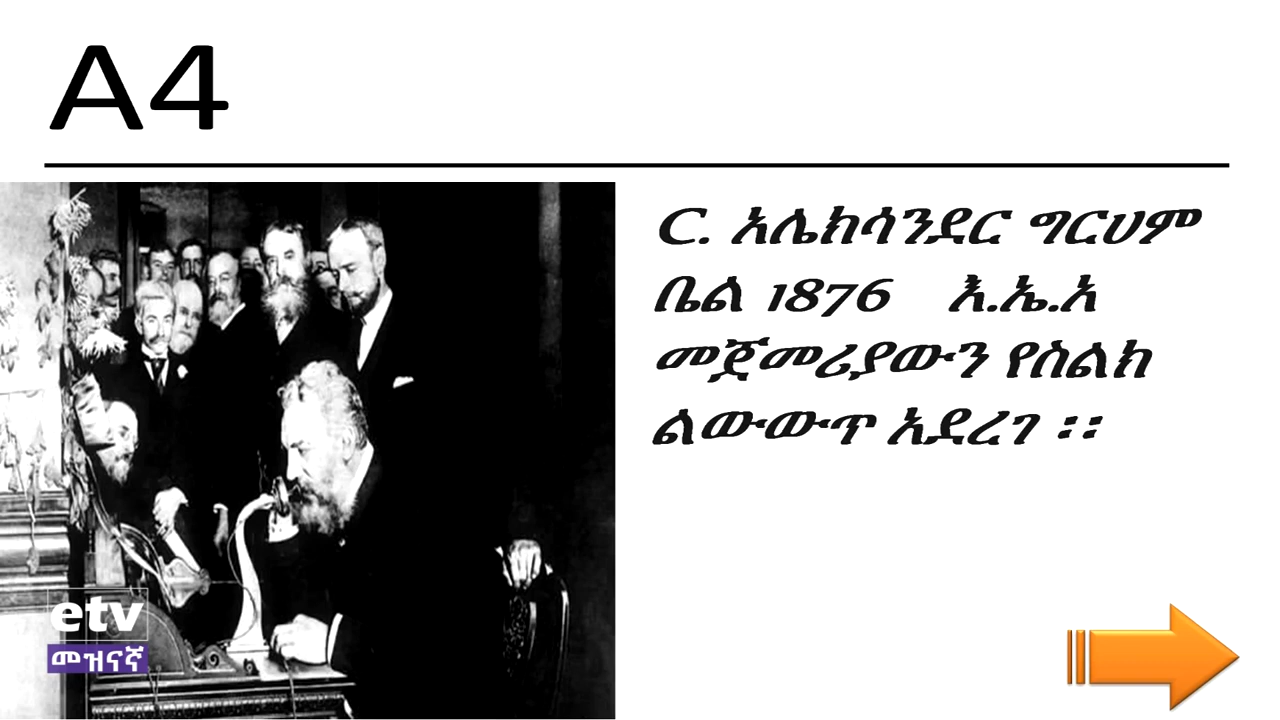 A4
C. አሌክሳንደር ግርሀም
ቤል 1876 እ.ኤ.አ
መጀመሪያውን የስልክ
ልውውጥ አደረገ ፡፡
etv
መዝናኛ